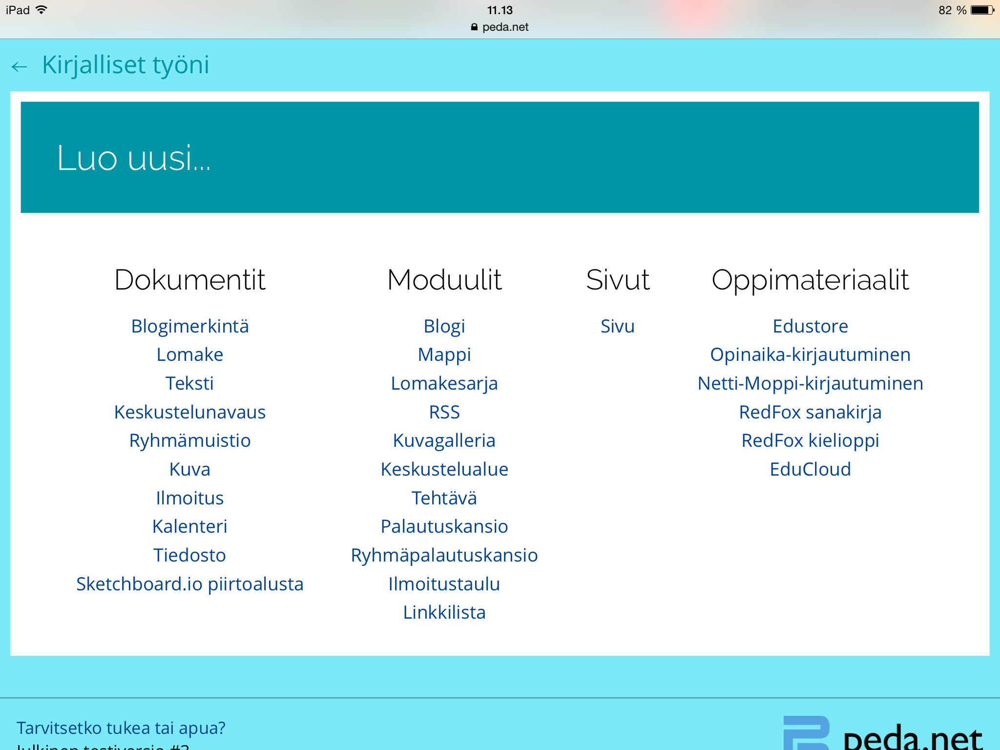 iPad 11.13 82 %
peda.net
← Kirjalliset työni
Luo uusi...
Dokumentit
Blogimerkintä
Lomake
Teksti
Keskustelunavaus
Ryhmämuistio
Kuva
Ilmoitus
Kalenteri
Tiedosto
Sketchboard.io piirtoalusta
Moduulit
Blogi
Mappi
Lomakesarja
RSS
Kuvagalleria
Keskustelualue
Tehtävä
Palautuskansio
Ryhmäpalautuskansio
Ilmoitustaulu
Linkkilista
Sivut
Sivu
Oppimateriaalit
Edustore
Opinaika-kirjautuminen
Netti-Moppi-kirjautuminen
RedFox sanakirja
RedFox kielioppi
EduCloud
Tarvitsetko tukea tai apua?
Julkinen testiversio
peda.net